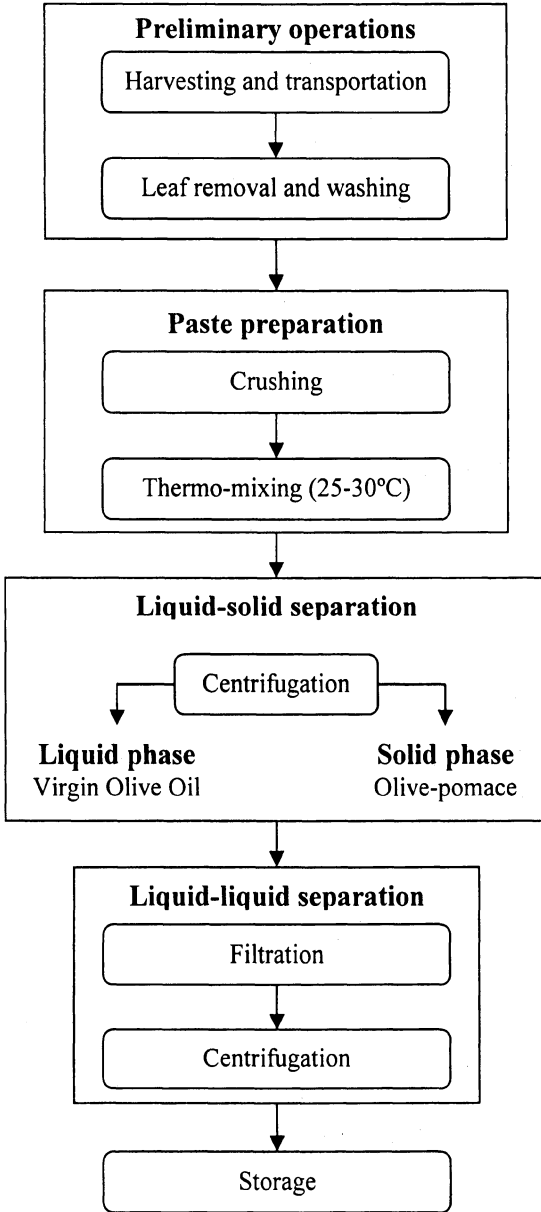 Preliminary operations
Harvesting and transportation
Leaf removal and washing
Paste preparation
Crushing
Thermo-mixing (25-30ºC)
Liquid-solid separation
Centrifugation
Liquid phase
Virgin Olive Oil
Solid phase
Olive-pomace
Liquid-liquid separation
Filtration
Centrifugation
Storage